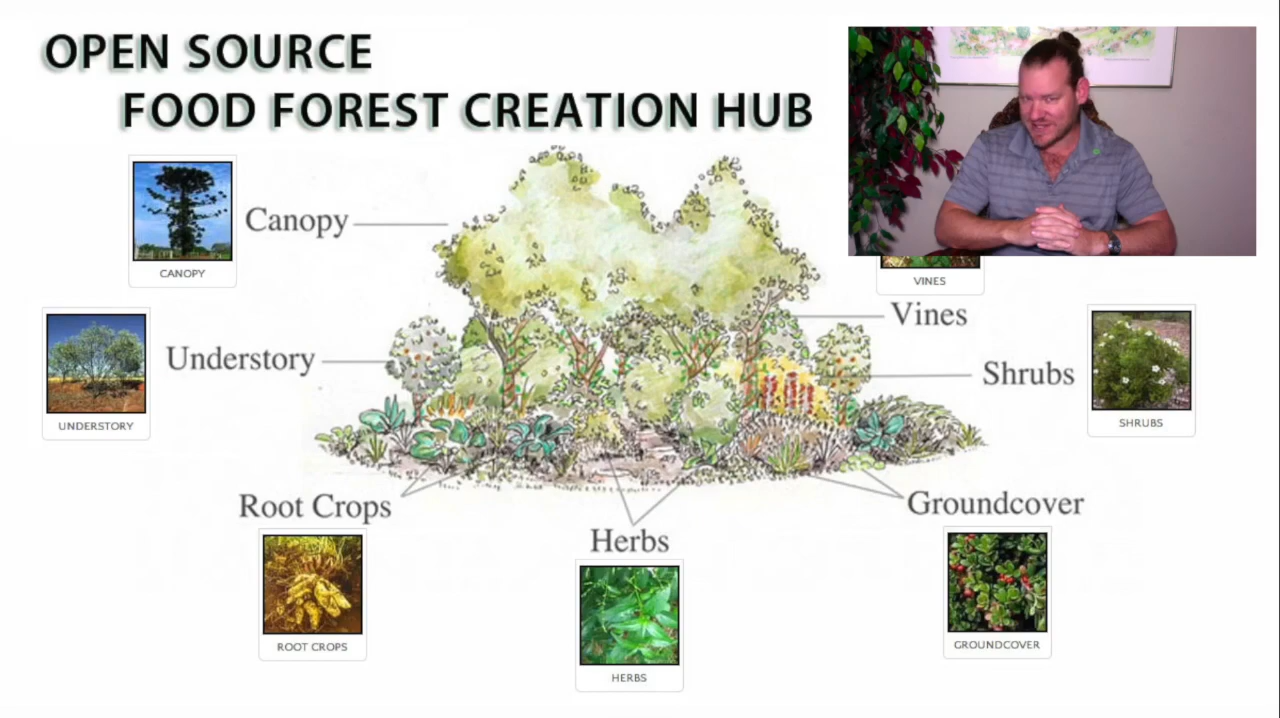 OPEN SOURCE
FOOD FOREST CREATION HUB
Canopy
CANOPY
VINES
Vines
Understory
Shrubs
UNDERSTORY
SHRUBS
Root Crops
Groundcover
Herbs
ROOT CROPS
GROUNDCOVER
HERBS